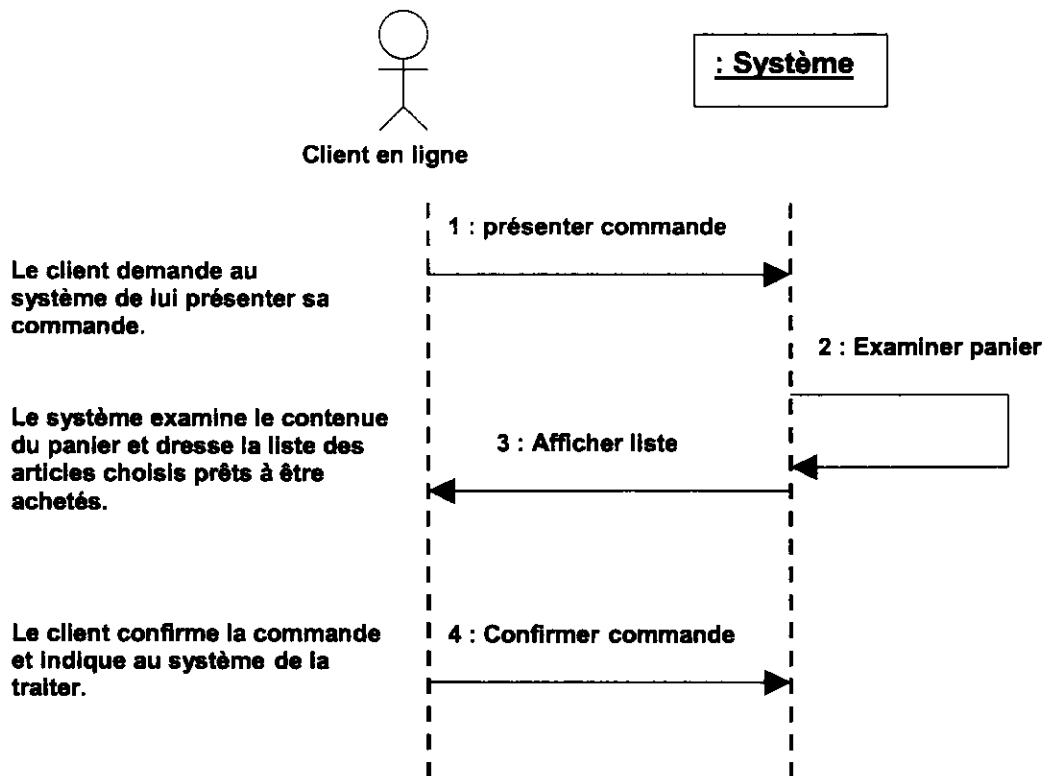 : Système
Client en ligne
1 : présenter commande
Le client demande au
système de lui présenter sa
commande.
2 : Examiner panier
Le système examine le contenue
du panier et dresse la liste des
articles choisis prêts à être
achetés.
3 : Afficher liste
Le client confirme la commande
et indique au système de la
traiter.
4 : Confirmer commande